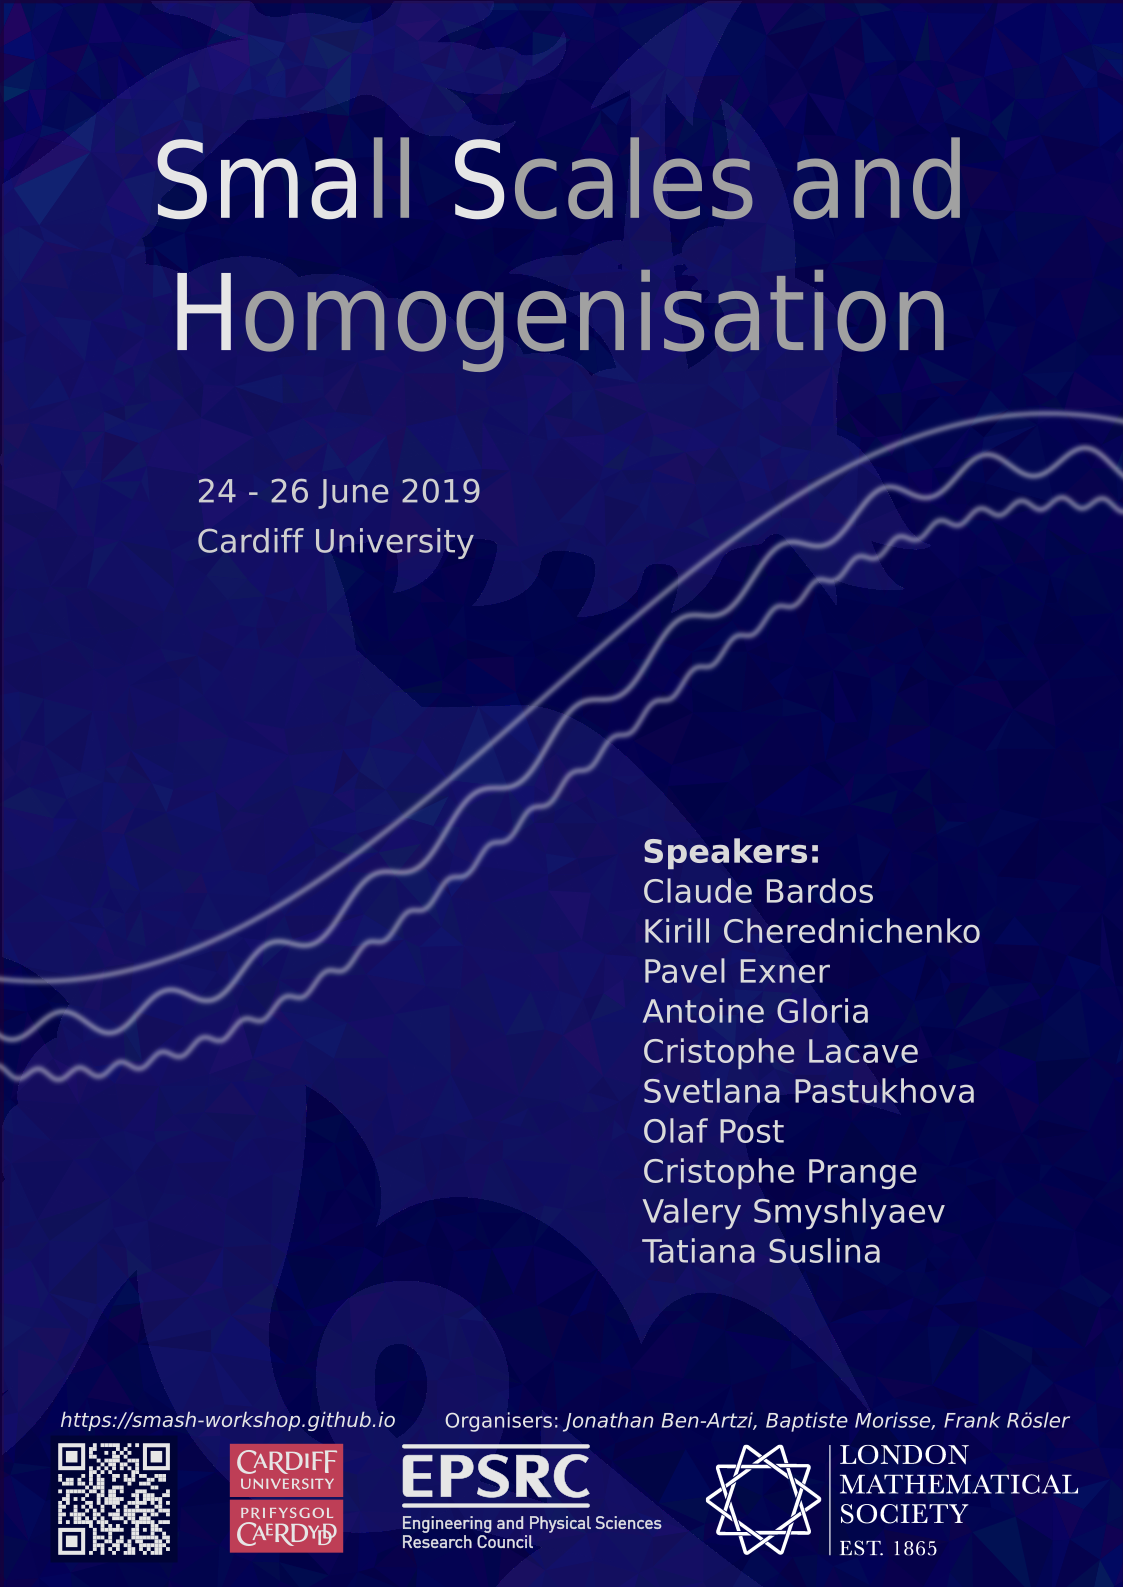 Small Scales and
Homogenisation
24 - 26 June 2019
Cardiff University
Speakers:
Claude Bardos
Kirill Cherednichenko
Pavel Exner
Antoine Gloria
Cristophe Lacave
Svetlana Pastukhova
Olaf Post
Cristophe Prange
Valery Smyshlyaev
Tatiana Suslina
https://smash-workshop.github.io
Organisers: Jonathan Ben-Artzi, Baptiste Morisse, Frank Rösler
CARDIFF
UNIVERSITY
PRIFYSGOL
CAERDYDD
EPSRC
Engineering and Physical Sciences
Research Council
LONDON
MATHEMATICAL
SOCIETY
EST. 1865